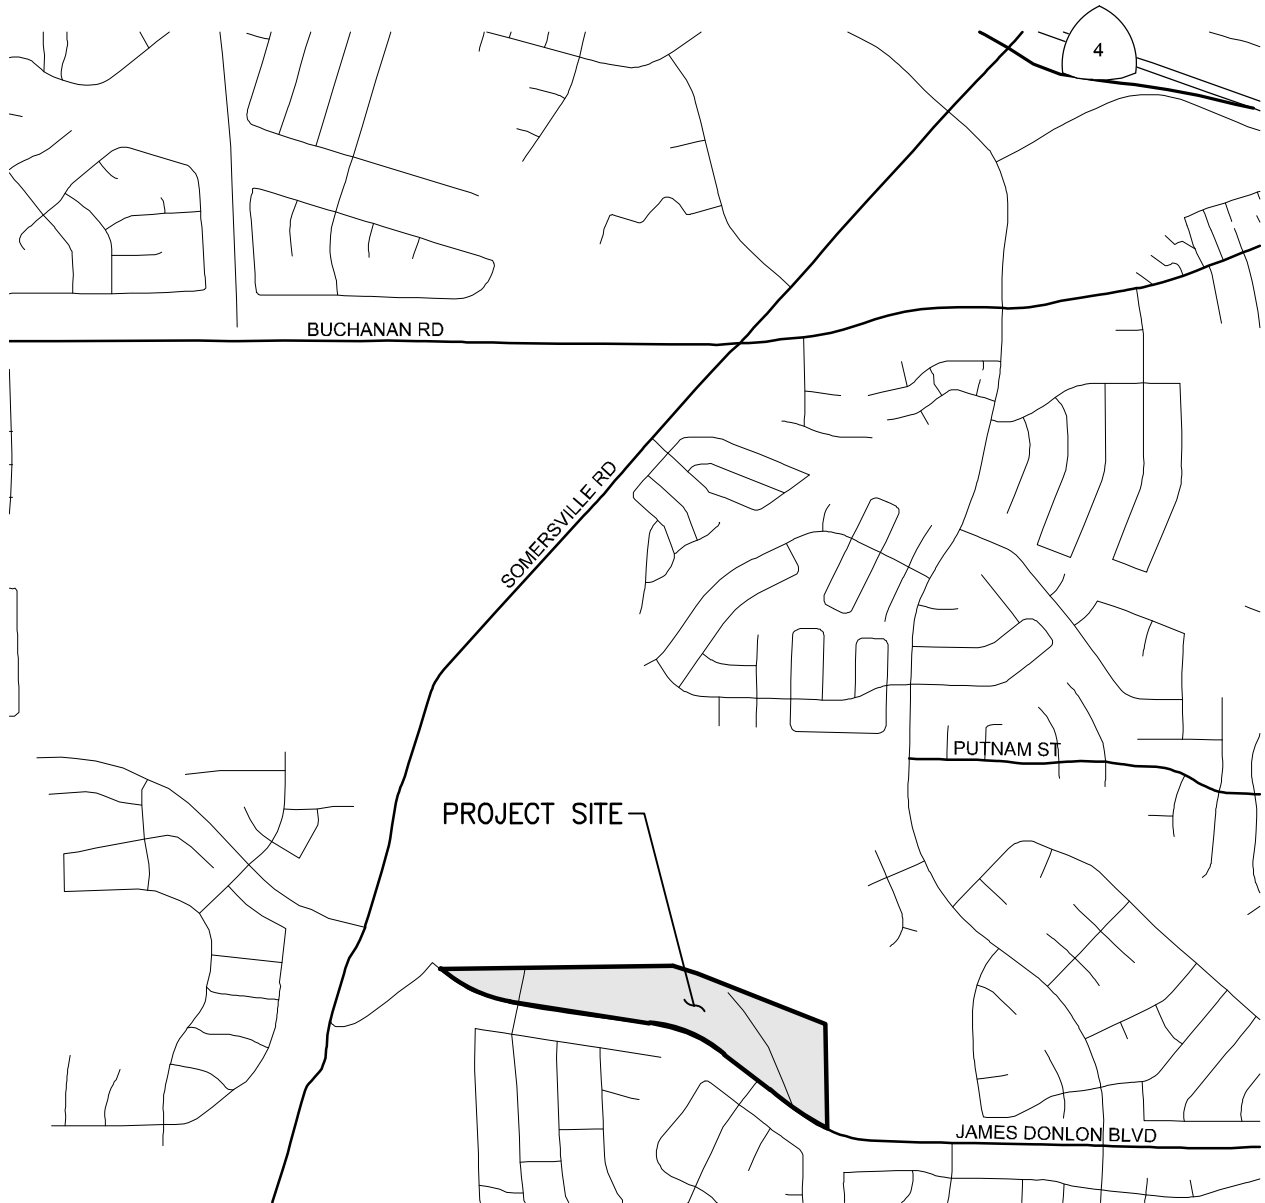 4
BUCHANAN RD
SOMERSVILLE RD
PUTNAM ST
PROJECT SITE
JAMES DONLON BLVD